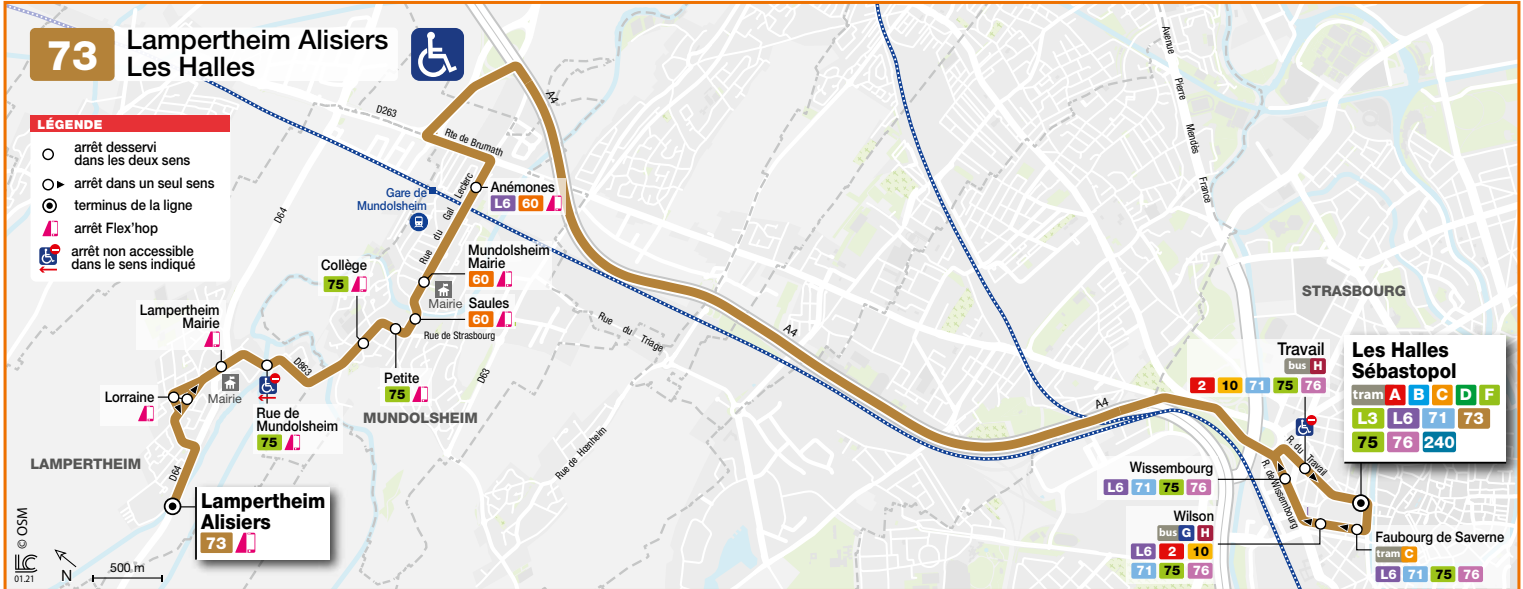 73
Lampertheim Alisiers
Les Halles
LÉGENDE
arrêt desservi
dans les deux sens
arrêt dans un seul sens
terminus de la ligne
arrêt Flex'hop
arrêt non accessible
dans le sens indiqué
D263
A4
Rte de Brumath
Gare de
Mundolsheim
Rue du Gal Leclerc
Anémones
L6 60
D64
Collège
75
Mundolsheim
Mairie
60
Mairie
Saules
60
Rue de Strasbourg
Lampertheim
Mairie
Mairie
D863
Petite
75
D63
MUNDOLSHEIM
Lorraine
Rue de
Mundolsheim
75
LAMPERTHEIM
D64
Lampertheim
Alisiers
73
© OSM
LC
01.21
N
500 m
Rue du Triage
Rue de Hœnheim
A4
A4
Avenue Pierre Mendès France
STRASBOURG
Travail
bus H
2 10 71 75 76
R. du Travail
Les Halles
Sébastopol
tram A B C D F
L3 L6 71 73
75 76 240
Wissembourg
L6 71 75 76
R. de Wissembourg
Wilson
bus G H
L6 2 10
71 75 76
Faubourg de Saverne
tram C
L6 71 75 76